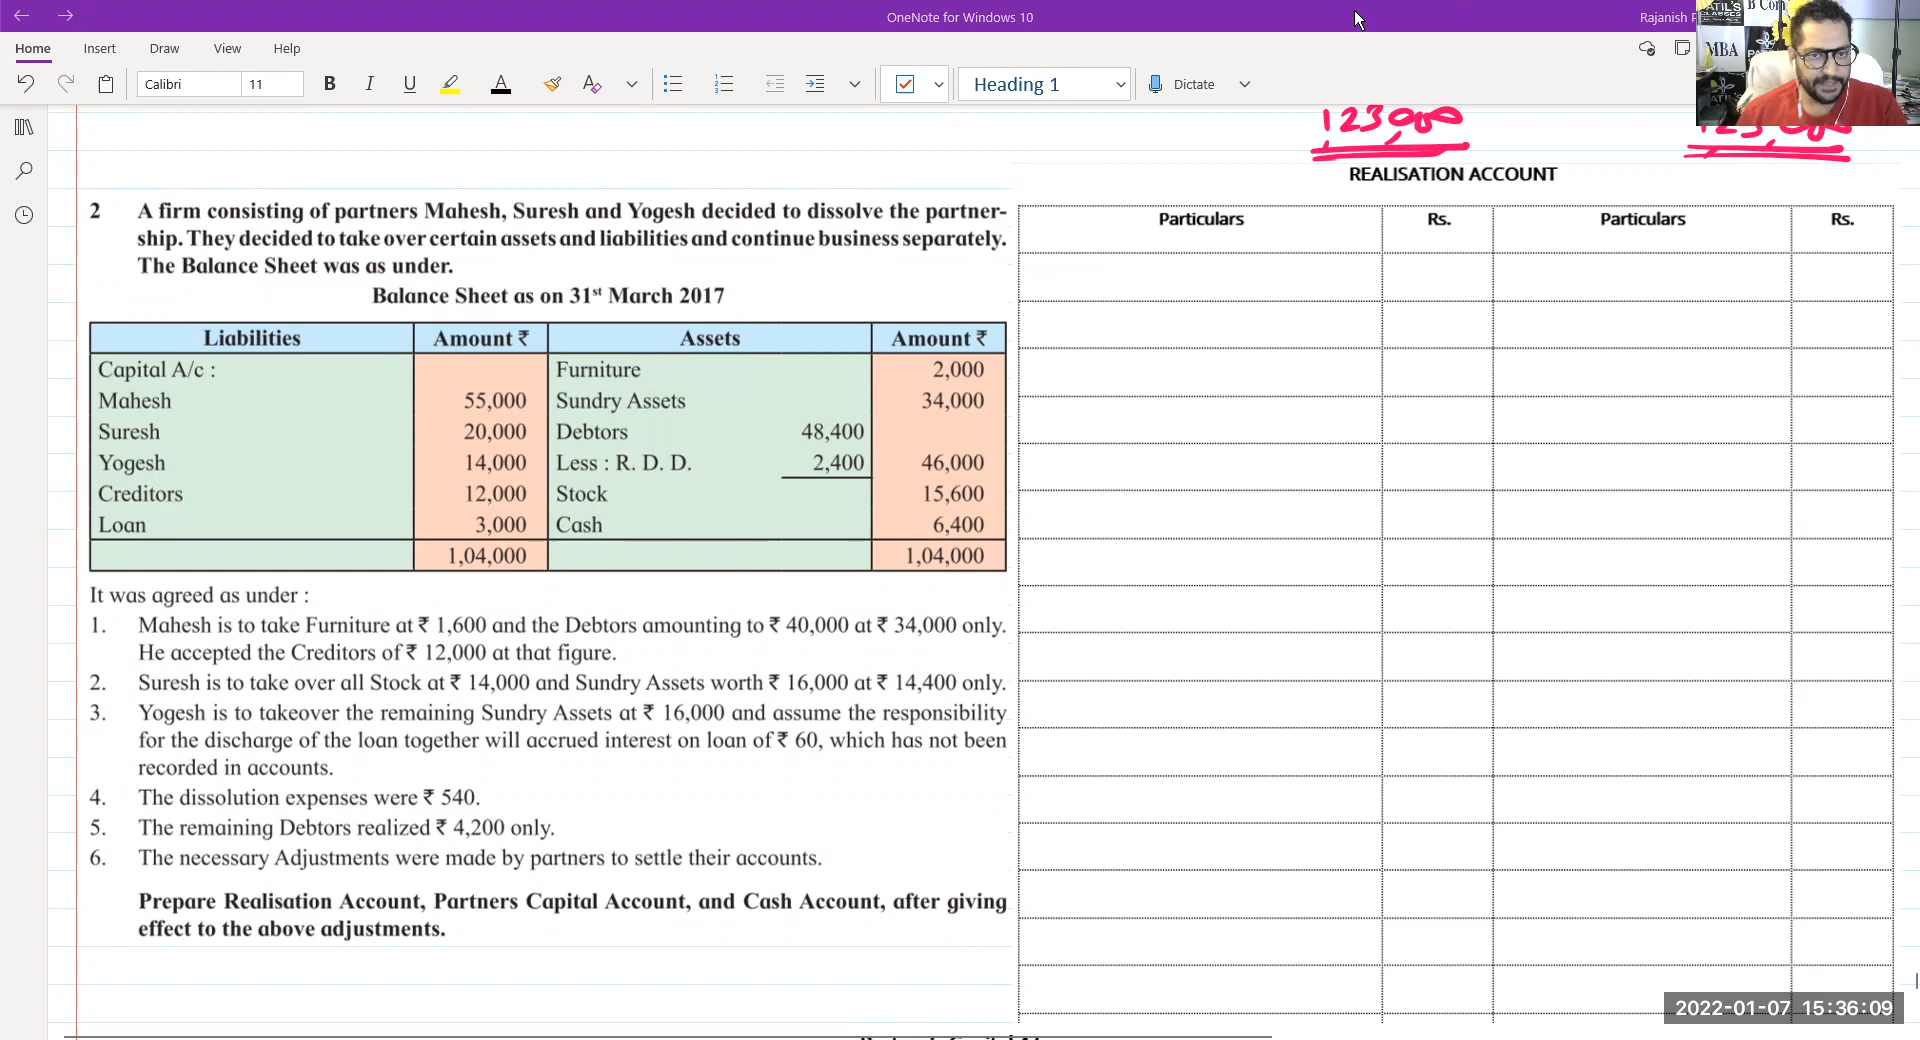 OneNote for Windows 10
Rajanish
Home Insert Draw View Help
Calibri 11 B I U A Heading 1 Dictate
B Com
MBA
123,000
REALISATION ACCOUNT
Particulars Rs. Particulars Rs.
2 A firm consisting of partners Mahesh, Suresh and Yogesh decided to dissolve the partner-
ship. They decided to take over certain assets and liabilities and continue business separately.
The Balance Sheet was as under.
Balance Sheet as on 31st March 2017
Liabilities Amount ₹ Assets Amount ₹
Capital A/c : Furniture 2,000
Mahesh 55,000 Sundry Assets 34,000
Suresh 20,000 Debtors 48,400
Yogesh 14,000 Less : R. D. D. 2,400 46,000
Creditors 12,000 Stock 15,600
Loan 3,000 Cash 6,400
1,04,000 1,04,000
It was agreed as under :
1. Mahesh is to take Furniture at ₹ 1,600 and the Debtors amounting to ₹ 40,000 at ₹ 34,000 only.
He accepted the Creditors of ₹ 12,000 at that figure.
2. Suresh is to take over all Stock at ₹ 14,000 and Sundry Assets worth ₹ 16,000 at ₹ 14,400 only.
3. Yogesh is to takeover the remaining Sundry Assets at ₹ 16,000 and assume the responsibility
for the discharge of the loan together will accrued interest on loan of ₹ 60, which has not been
recorded in accounts.
4. The dissolution expenses were ₹ 540.
5. The remaining Debtors realized ₹ 4,200 only.
6. The necessary Adjustments were made by partners to settle their accounts.
Prepare Realisation Account, Partners Capital Account, and Cash Account, after giving
effect to the above adjustments.
2022-01-07 15:36:09